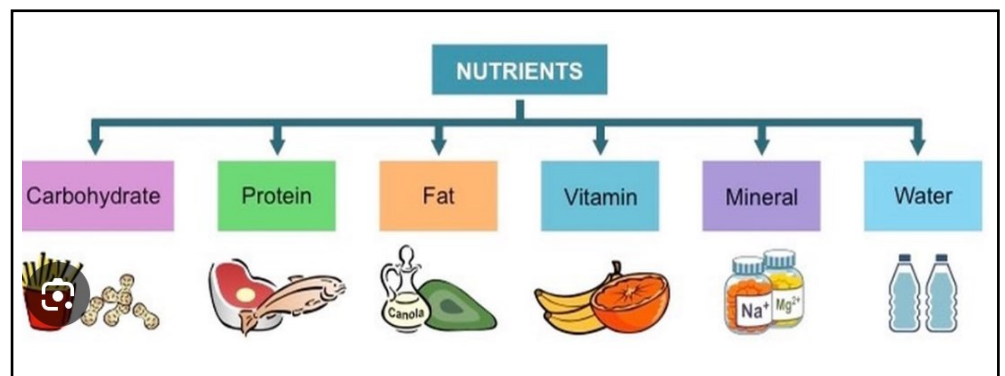 NUTRIENTS
Carbohydrate
Protein
Fat
Vitamin
Mineral
Water
Canola
Na+
Mg2+